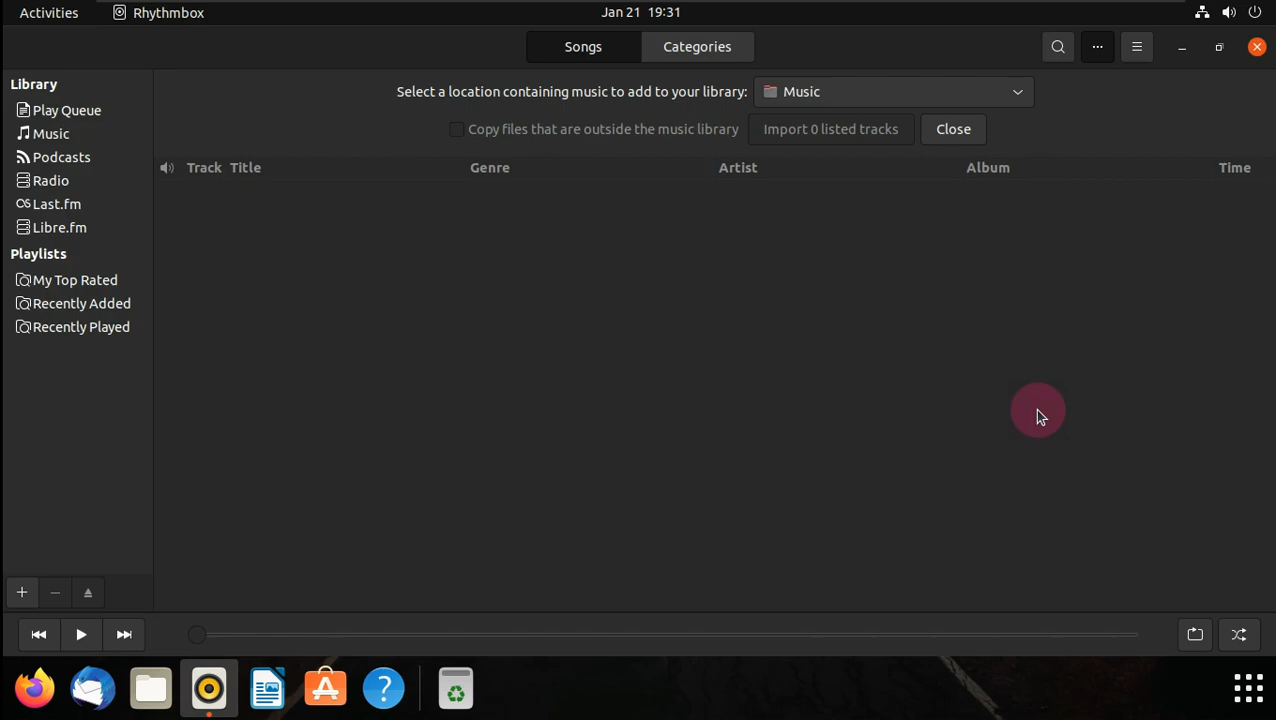 Activities Rhythmbox Jan 21 19:31
Songs Categories
Library
Play Queue
Music
Podcasts
Radio
Last.fm
Libre.fm
Playlists
My Top Rated
Recently Added
Recently Played
Select a location containing music to add to your library: Music
Copy files that are outside the music library Import 0 listed tracks Close
Track Title Genre Artist Album Time